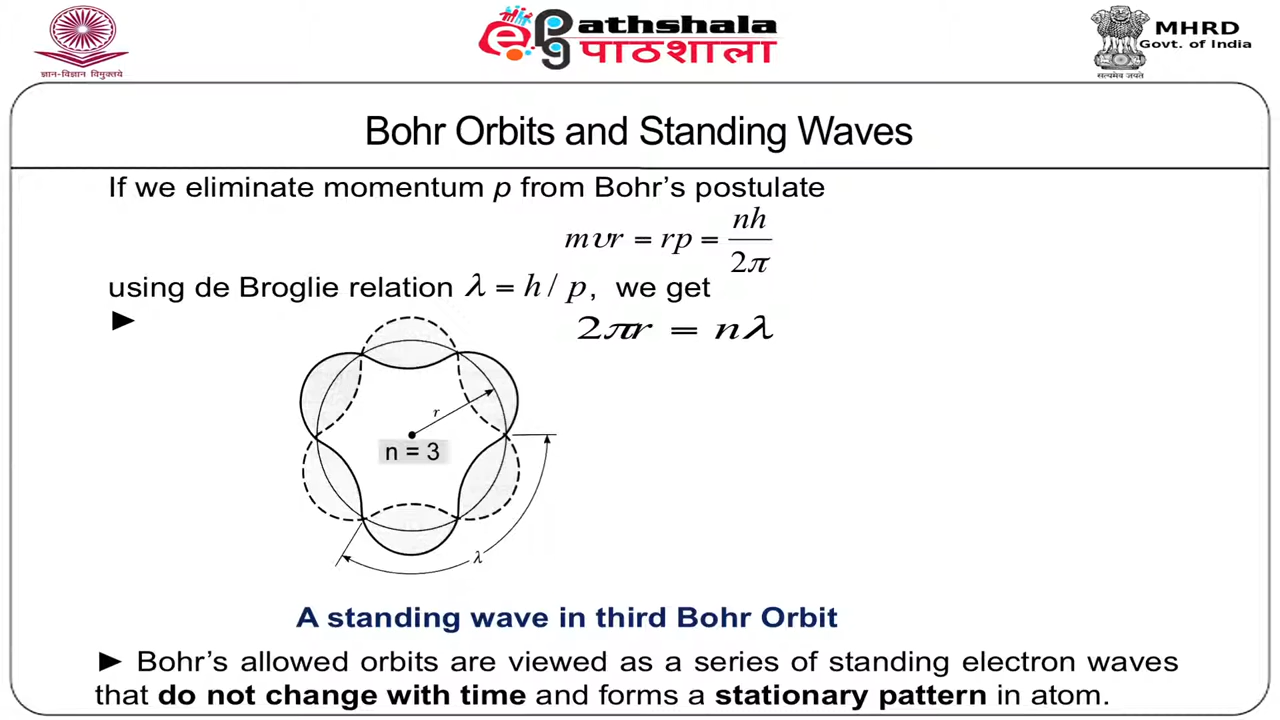 ज्ञान-विज्ञान विमुक्तये
e PG Pathshala
पाठशाला
MHRD
Govt. of India
सत्यमेव जयते
Bohr Orbits and Standing Waves
If we eliminate momentum p from Bohr's postulate
mυr = rp = nh/2π
using de Broglie relation λ = h / p, we get
► 2πr = nλ
r
n = 3
λ
A standing wave in third Bohr Orbit
► Bohr's allowed orbits are viewed as a series of standing electron waves
that do not change with time and forms a stationary pattern in atom.